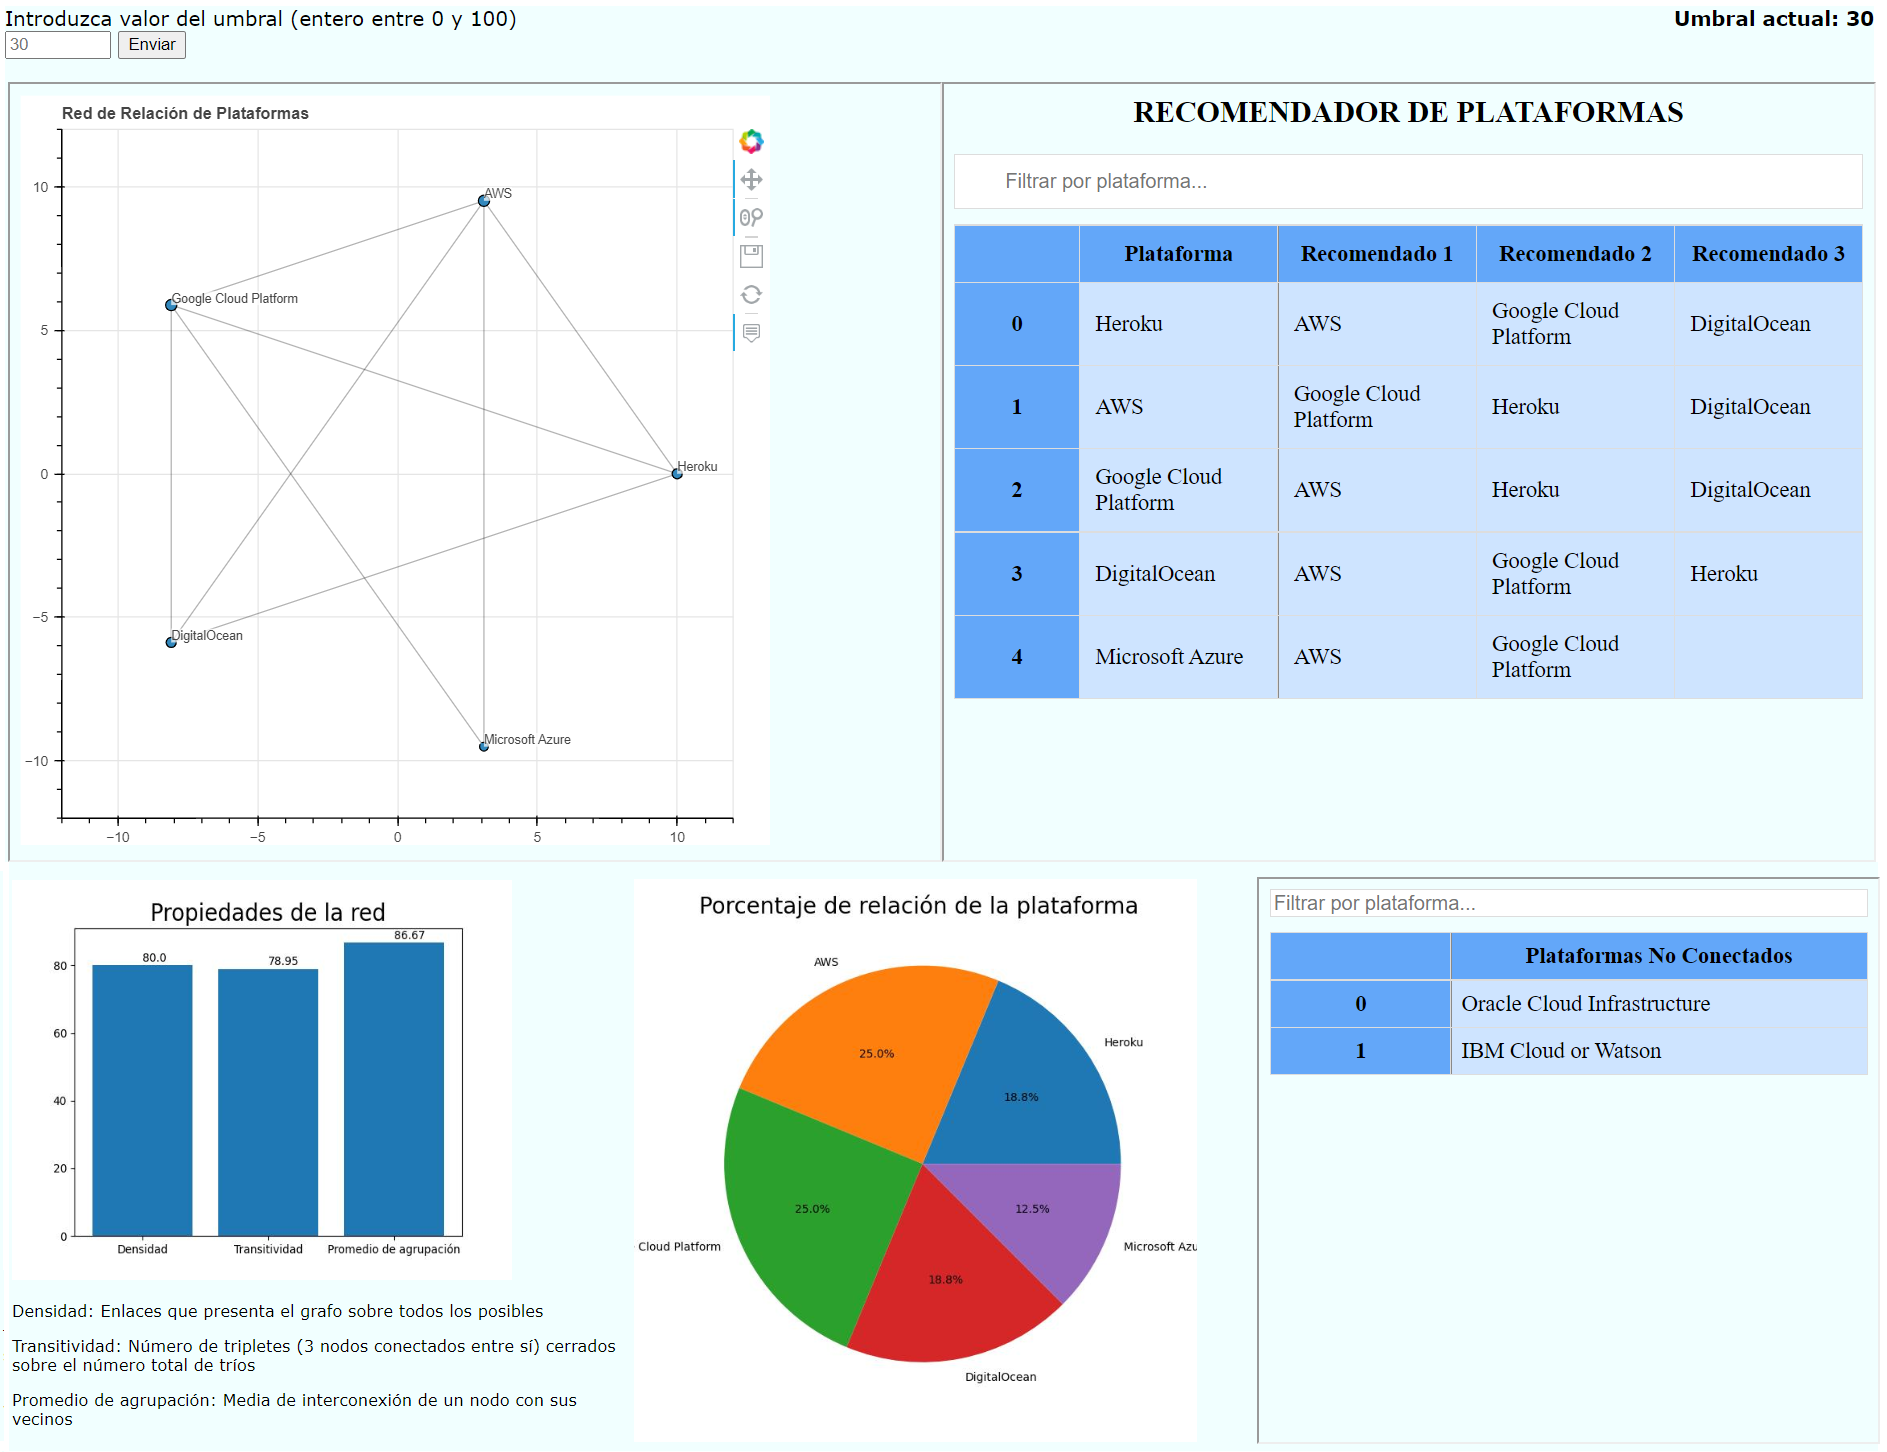 Introduzca valor del umbral (entero entre 0 y 100)
Umbral actual: 30
30
Enviar
Red de Relación de Plataformas
10
5
0
−5
−10
−10
−5
0
5
10
AWS
Google Cloud Platform
Heroku
DigitalOcean
Microsoft Azure
RECOMENDADOR DE PLATAFORMAS
Filtrar por plataforma...
Plataforma Recomendado 1 Recomendado 2 Recomendado 3
0 Heroku AWS Google Cloud Platform DigitalOcean
1 AWS Google Cloud Platform Heroku DigitalOcean
2 Google Cloud Platform AWS Heroku DigitalOcean
3 DigitalOcean AWS Google Cloud Platform Heroku
4 Microsoft Azure AWS Google Cloud Platform
Propiedades de la red
80
60
40
20
0
80.0
78.95
86.67
Densidad
Transitividad
Promedio de agrupación
Densidad: Enlaces que presenta el grafo sobre todos los posibles
Transitividad: Número de tripletes (3 nodos conectados entre sí) cerrados
sobre el número total de tríos
Promedio de agrupación: Media de interconexión de un nodo con sus
vecinos
Porcentaje de relación de la plataforma
AWS
Heroku
25.0%
18.8%
25.0%
12.5%
18.8%
Cloud Platform
Microsoft Azu
DigitalOcean
Filtrar por plataforma...
Plataformas No Conectados
0 Oracle Cloud Infrastructure
1 IBM Cloud or Watson